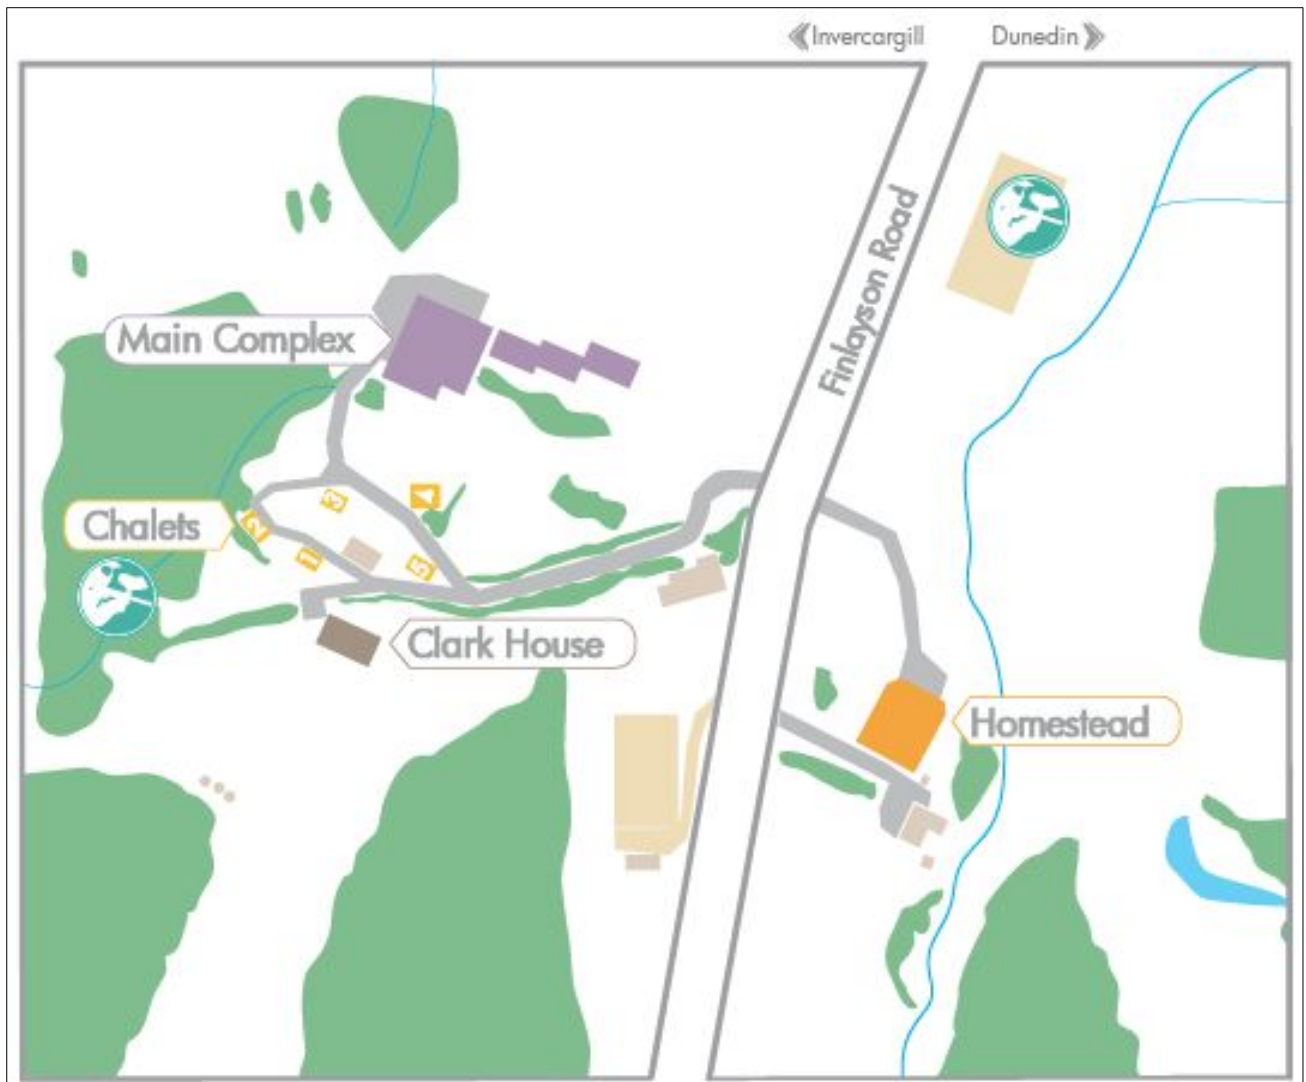 Invercargill
Dunedin
Finlayson Road
Main Complex
3
4
Chalets
2
1
5
Clark House
Homestead